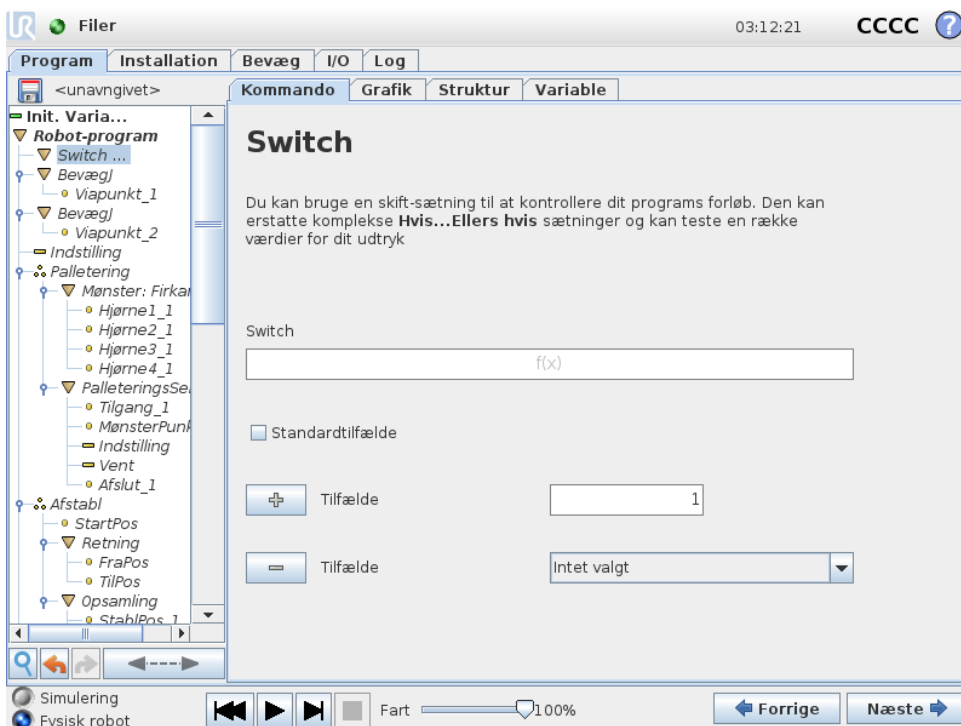 UR Filer 03:12:21 CCCC ?
Program Installation Bevæg I/O Log
<unavngivet> Kommando Grafik Struktur Variable
Init. Varia...
Robot-program
Switch ...
BevægJ
Viapunkt_1
BevægJ
Viapunkt_2
Indstilling
Palletering
Mønster: Firkan
Hjørne1_1
Hjørne2_1
Hjørne3_1
Hjørne4_1
PalleteringsSe
Tilgang_1
MønsterPunk
Indstilling
Vent
Afslut_1
Afstabl
StartPos
Retning
FraPos
TilPos
Opsamling
StablPos_1
Switch
Du kan bruge en skift-sætning til at kontrollere dit programs forløb. Den kan
erstatte komplekse Hvis...Ellers hvis sætninger og kan teste en række
værdier for dit udtryk
Switch
f(x)
Standardtilfælde
Tilfælde 1
Tilfælde Intet valgt
Simulering
Fysisk robot
Fart 100%
Forrige Næste